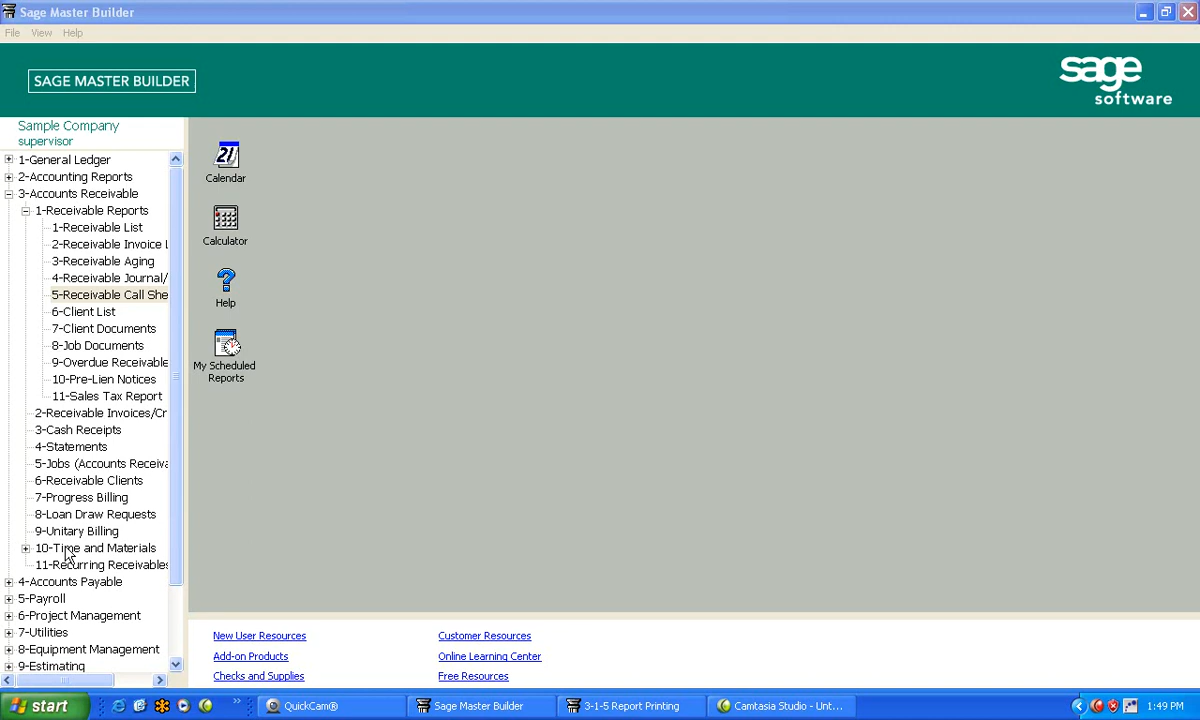 Sage Master Builder
File View Help
SAGE MASTER BUILDER
sage
software
Sample Company
supervisor
1-General Ledger
2-Accounting Reports
3-Accounts Receivable
1-Receivable Reports
1-Receivable List
2-Receivable Invoice L
3-Receivable Aging
4-Receivable Journal/
5-Receivable Call She
6-Client List
7-Client Documents
8-Job Documents
9-Overdue Receivable
10-Pre-Lien Notices
11-Sales Tax Report
2-Receivable Invoices/Cr
3-Cash Receipts
4-Statements
5-Jobs (Accounts Receiva
6-Receivable Clients
7-Progress Billing
8-Loan Draw Requests
9-Unitary Billing
10-Time and Materials
11-Recurring Receivables
4-Accounts Payable
5-Payroll
6-Project Management
7-Utilities
8-Equipment Management
9-Estimating
21
Calendar
Calculator
Help
My Scheduled
Reports
New User Resources
Add-on Products
Checks and Supplies
Customer Resources
Online Learning Center
Free Resources
start
QuickCam®
Sage Master Builder
3-1-5 Report Printing
Camtasia Studio - Unt...
1:49 PM